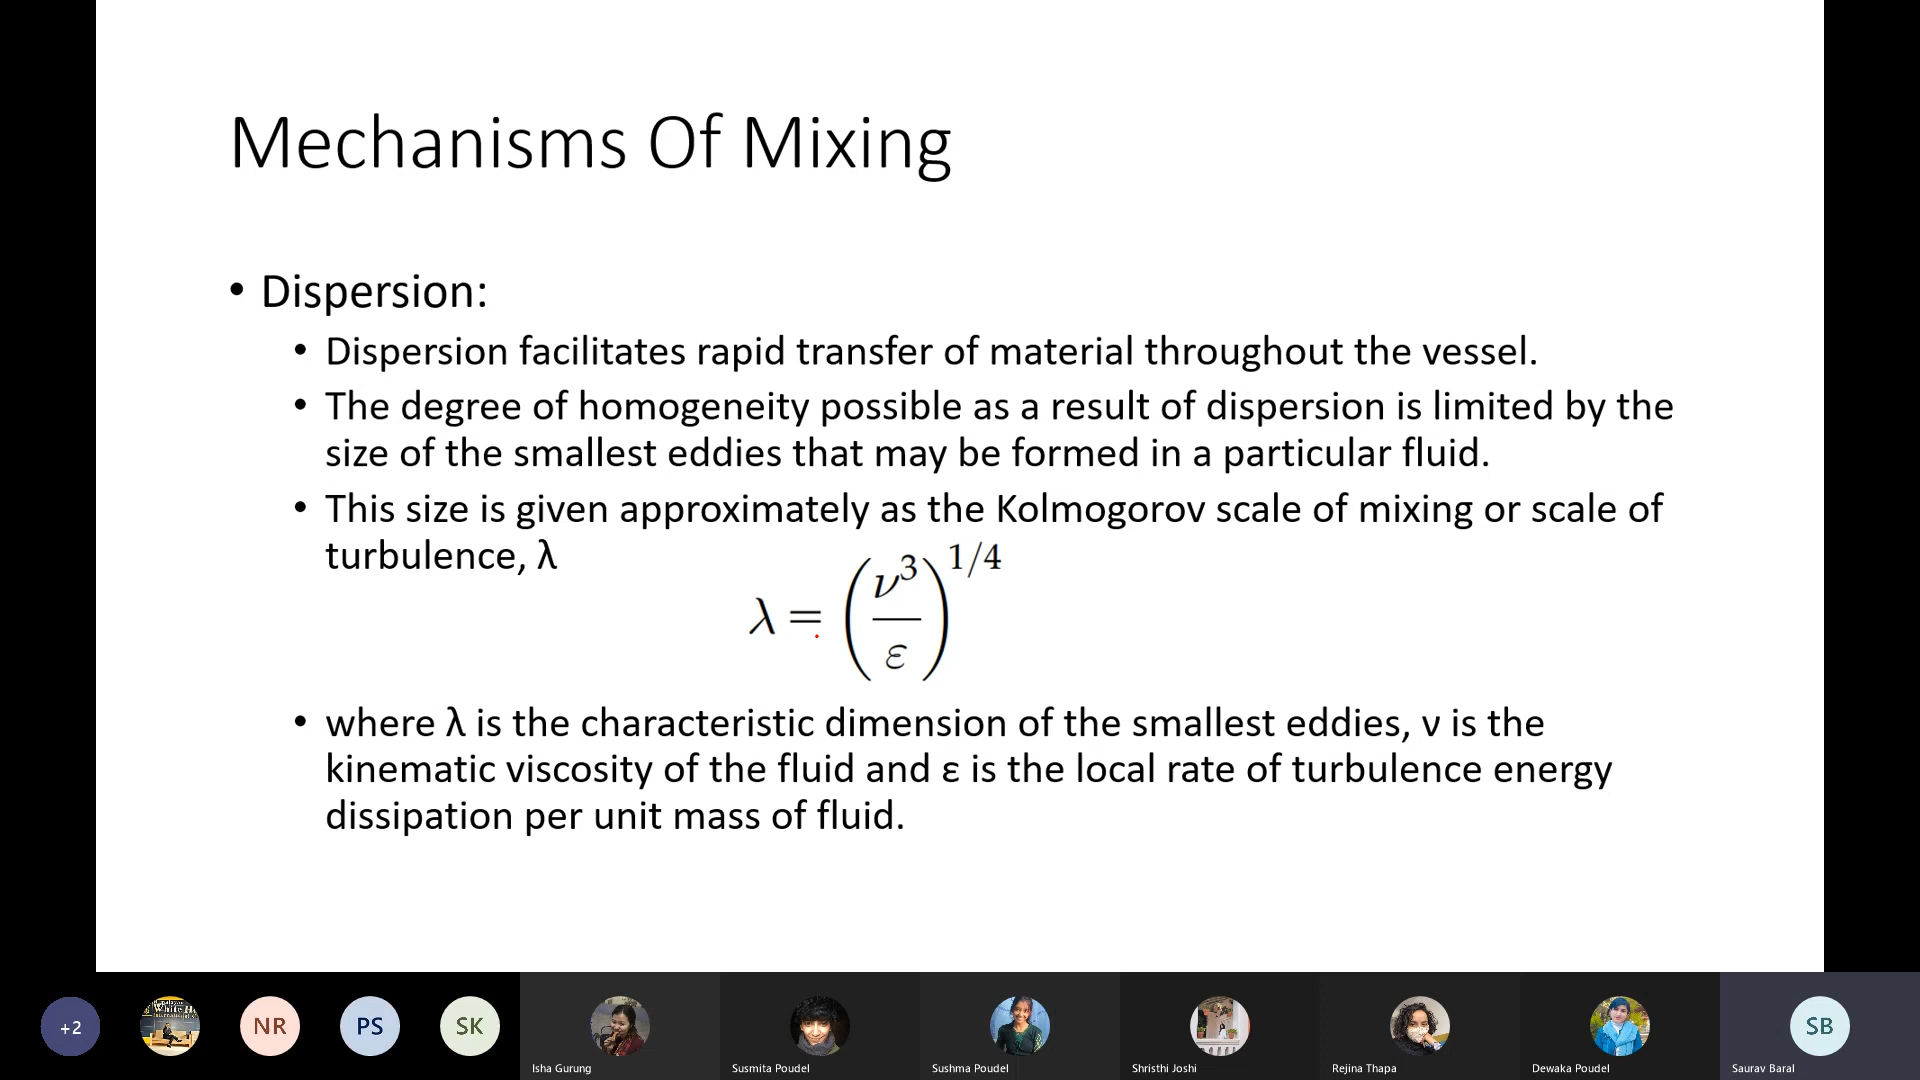 Mechanisms Of Mixing
• Dispersion:
• Dispersion facilitates rapid transfer of material throughout the vessel.
• The degree of homogeneity possible as a result of dispersion is limited by the
size of the smallest eddies that may be formed in a particular fluid.
• This size is given approximately as the Kolmogorov scale of mixing or scale of
turbulence, λ
λ = (ν³/ε)^1/4
• where λ is the characteristic dimension of the smallest eddies, ν is the
kinematic viscosity of the fluid and ε is the local rate of turbulence energy
dissipation per unit mass of fluid.
+2
NR
PS
SK
SB
Isha Gurung
Susmita Poudel
Sushma Poudel
Shristhi Joshi
Rejina Thapa
Dewaka Poudel
Saurav Baral